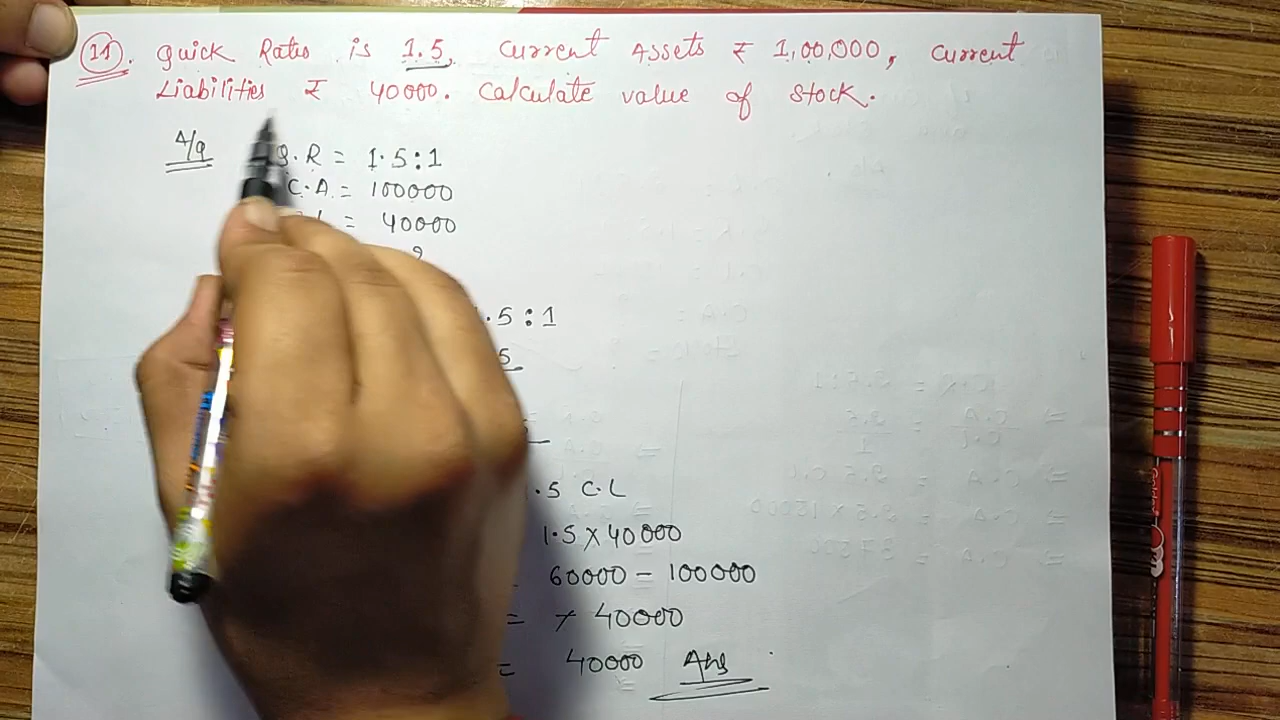 11. Quick Ratio is 1.5, Current Assets ₹ 1,00,000, Current
Liabilities ₹ 40000. Calculate value of stock.
A/q
Q.R = 1.5:1
C.A = 100000
= 40000
?
.5:1
5
.5 C.L
1.5 × 40000
60000 - 100000
= 40000
= 40000 Ans